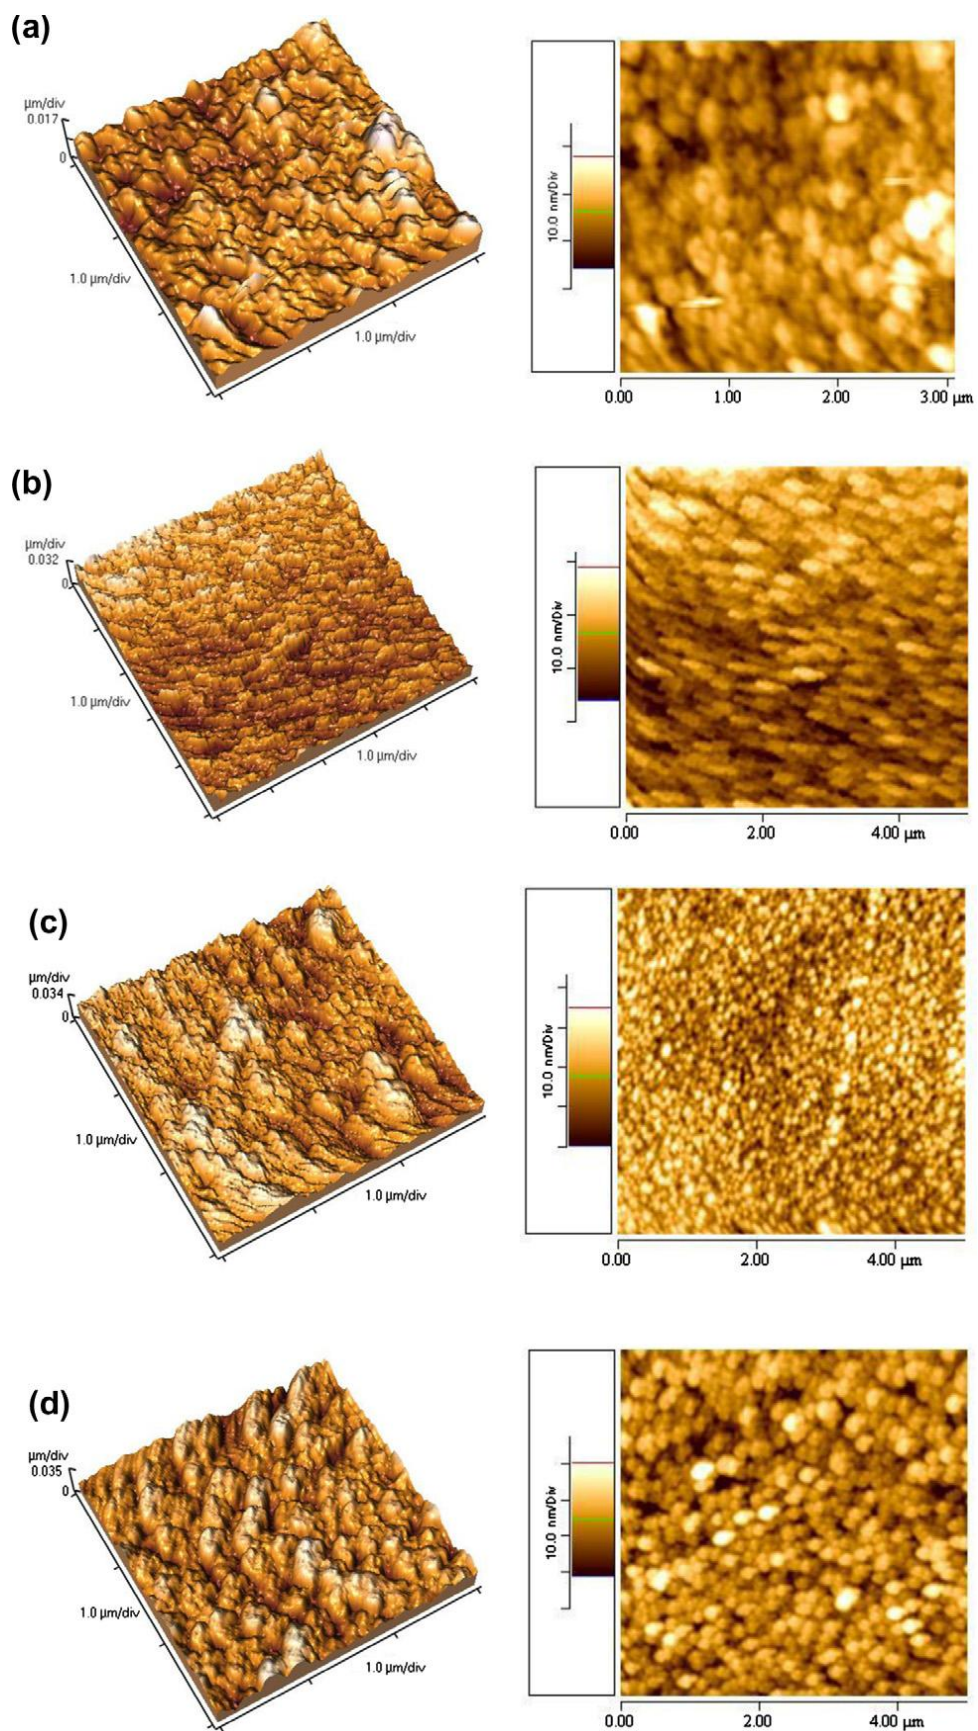 (a)
µm/div
0.017
0
1.0 µm/div
1.0 µm/div
10.0 nm/Div
0.00 1.00 2.00 3.00 µm
(b)
µm/div
0.032
0
1.0 µm/div
1.0 µm/div
10.0 nm/Div
0.00 2.00 4.00 µm
(c)
µm/div
0.034
0
1.0 µm/div
1.0 µm/div
10.0 nm/Div
0.00 2.00 4.00 µm
(d)
µm/div
0.035
0
1.0 µm/div
1.0 µm/div
10.0 nm/Div
0.00 2.00 4.00 µm